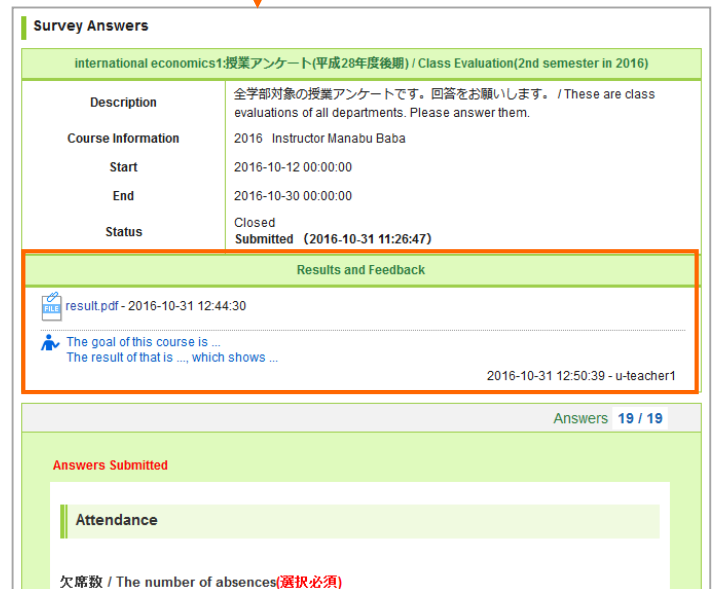 Survey Answers
international economics1:授業アンケート(平成28年度後期) / Class Evaluation(2nd semester in 2016)
Description
全学部対象の授業アンケートです。回答をお願いします。 / These are class
evaluations of all departments. Please answer them.
Course Information
2016 Instructor Manabu Baba
Start
2016-10-12 00:00:00
End
2016-10-30 00:00:00
Status
Closed
Submitted （2016-10-31 11:26:47）
Results and Feedback
FILE
result.pdf - 2016-10-31 12:44:30
The goal of this course is ...
The result of that is ..., which shows ...
2016-10-31 12:50:39 - u-teacher1
Answers 19 / 19
Answers Submitted
Attendance
欠席数 / The number of absences(選択必須)